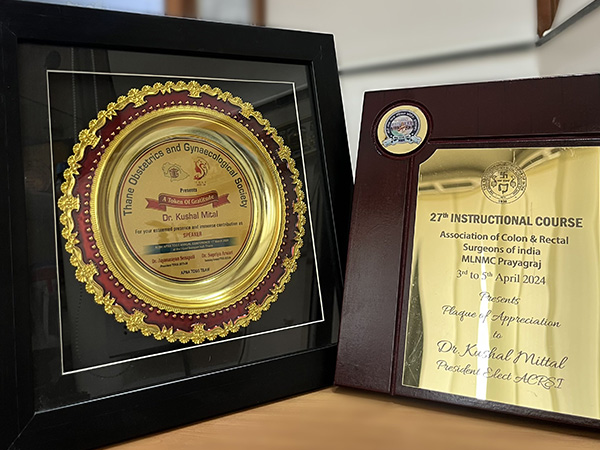 Thane Obstetrics and Gynaecological Society
Presents
A Token Of Gratitude
Dr. Kushal Mital
For your esteemed presence and immense contribution as
SPEAKER
27th INSTRUCTIONAL COURSE
Association of Colon & Rectal
Surgeons of india
MLNMC Prayagraj
3rd to 5th April 2024
Presents
Plaque of Appreciation
to
Dr. Kushal Mittal
President Elect ACRSI